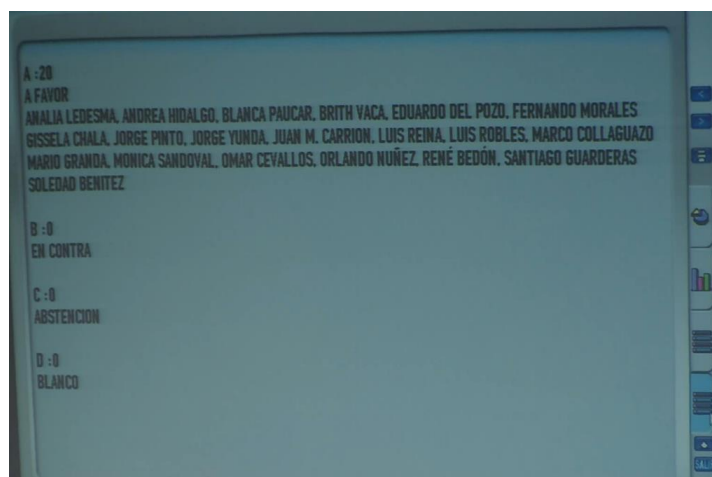 A :20
A FAVOR
ANALIA LEDESMA, ANDREA HIDALGO, BLANCA PAUCAR, BRITH VACA, EDUARDO DEL POZO, FERNANDO MORALES
GISSELA CHALA, JORGE PINTO, JORGE YUNDA, JUAN M. CARRION, LUIS REINA, LUIS ROBLES, MARCO COLLAGUAZO
MARIO GRANDA, MONICA SANDOVAL, OMAR CEVALLOS, ORLANDO NUÑEZ, RENÉ BEDÓN, SANTIAGO GUARDERAS
SOLEDAD BENITEZ
B :0
EN CONTRA
C :0
ABSTENCION
D :0
BLANCO